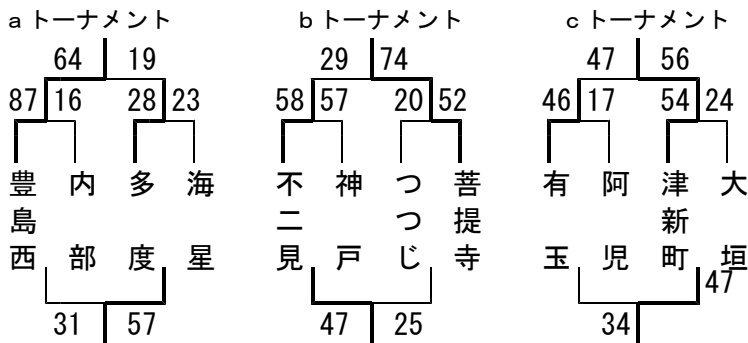 aトーナメント bトーナメント cトーナメント
64 19 29 74 47 56
87 16 28 23 58 57 20 52 46 17 54 24
豊島西 内部 多度 海星 不二見 神戸 つつじ 菩提寺 有玉 阿児 津新町 大垣
31 57 47 25 34 47